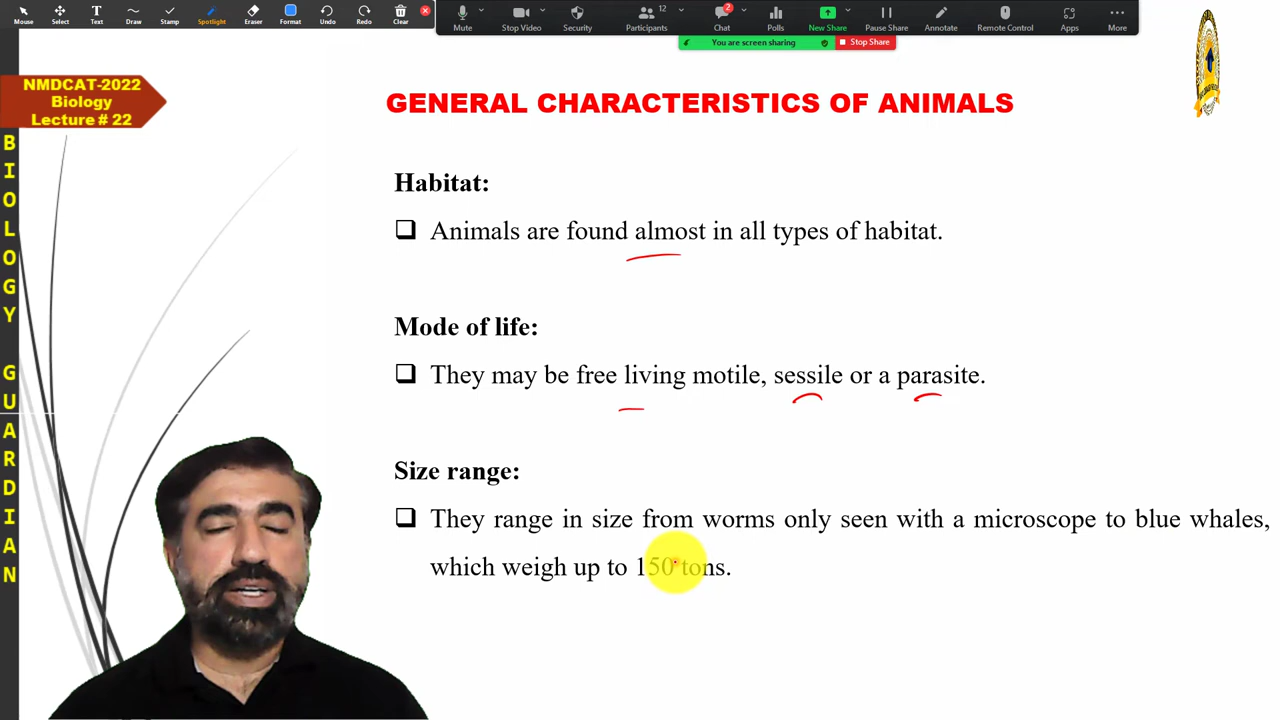 Mouse
Select
Text
Draw
Stamp
Spotlight
Eraser
Format
Undo
Redo
Clear
Mute
Stop Video
Security
12
Participants
2
Chat
Polls
New Share
Pause Share
Annotate
Remote Control
Apps
More
You are screen sharing
Stop Share
NMDCAT-2022
Biology
Lecture # 22
BIOLOGY GUARDIAN
GENERAL CHARACTERISTICS OF ANIMALS
Habitat:
Animals are found almost in all types of habitat.
Mode of life:
They may be free living motile, sessile or a parasite.
Size range:
They range in size from worms only seen with a microscope to blue whales,
which weigh up to 150 tons.